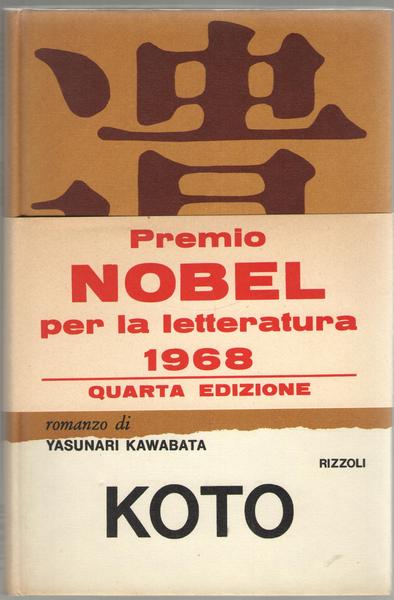 Premio
NOBEL
per la letteratura
1968
QUARTA EDIZIONE
romanzo di
YASUNARI KAWABATA
RIZZOLI
KOTO